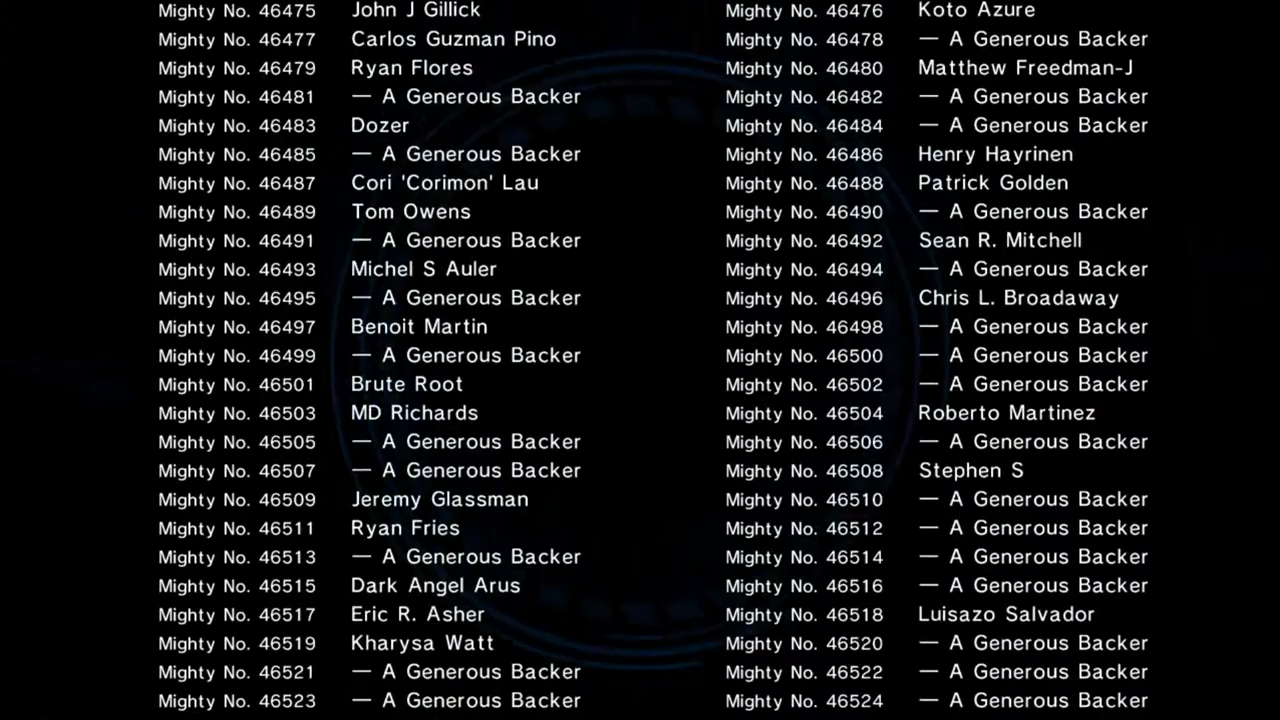 Mighty No. 46475 John J Gillick Mighty No. 46476 Koto Azure
Mighty No. 46477 Carlos Guzman Pino Mighty No. 46478 — A Generous Backer
Mighty No. 46479 Ryan Flores Mighty No. 46480 Matthew Freedman-J
Mighty No. 46481 — A Generous Backer Mighty No. 46482 — A Generous Backer
Mighty No. 46483 Dozer Mighty No. 46484 — A Generous Backer
Mighty No. 46485 — A Generous Backer Mighty No. 46486 Henry Hayrinen
Mighty No. 46487 Cori 'Corimon' Lau Mighty No. 46488 Patrick Golden
Mighty No. 46489 Tom Owens Mighty No. 46490 — A Generous Backer
Mighty No. 46491 — A Generous Backer Mighty No. 46492 Sean R. Mitchell
Mighty No. 46493 Michel S Auler Mighty No. 46494 — A Generous Backer
Mighty No. 46495 — A Generous Backer Mighty No. 46496 Chris L. Broadaway
Mighty No. 46497 Benoit Martin Mighty No. 46498 — A Generous Backer
Mighty No. 46499 — A Generous Backer Mighty No. 46500 — A Generous Backer
Mighty No. 46501 Brute Root Mighty No. 46502 — A Generous Backer
Mighty No. 46503 MD Richards Mighty No. 46504 Roberto Martinez
Mighty No. 46505 — A Generous Backer Mighty No. 46506 — A Generous Backer
Mighty No. 46507 — A Generous Backer Mighty No. 46508 Stephen S
Mighty No. 46509 Jeremy Glassman Mighty No. 46510 — A Generous Backer
Mighty No. 46511 Ryan Fries Mighty No. 46512 — A Generous Backer
Mighty No. 46513 — A Generous Backer Mighty No. 46514 — A Generous Backer
Mighty No. 46515 Dark Angel Arus Mighty No. 46516 — A Generous Backer
Mighty No. 46517 Eric R. Asher Mighty No. 46518 Luisazo Salvador
Mighty No. 46519 Kharysa Watt Mighty No. 46520 — A Generous Backer
Mighty No. 46521 — A Generous Backer Mighty No. 46522 — A Generous Backer
Mighty No. 46523 — A Generous Backer Mighty No. 46524 — A Generous Backer